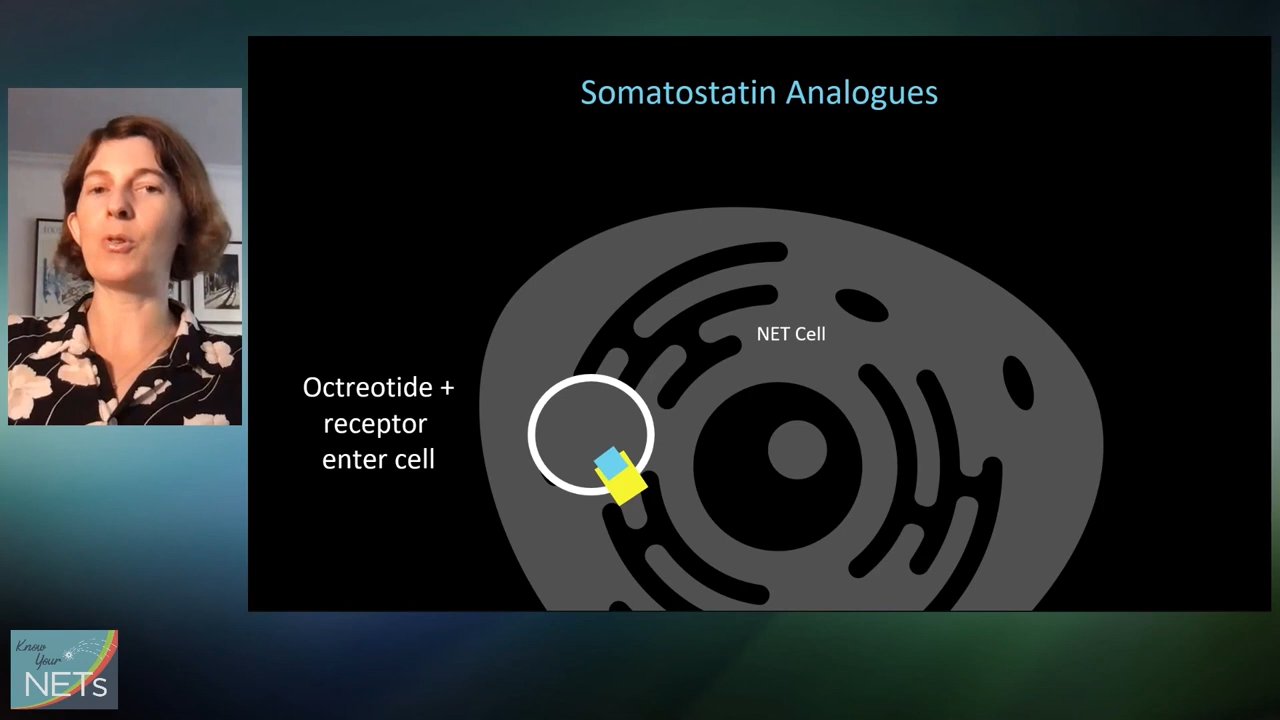 Somatostatin Analogues
NET Cell
Octreotide +
receptor
enter cell
Know
Your
NETs